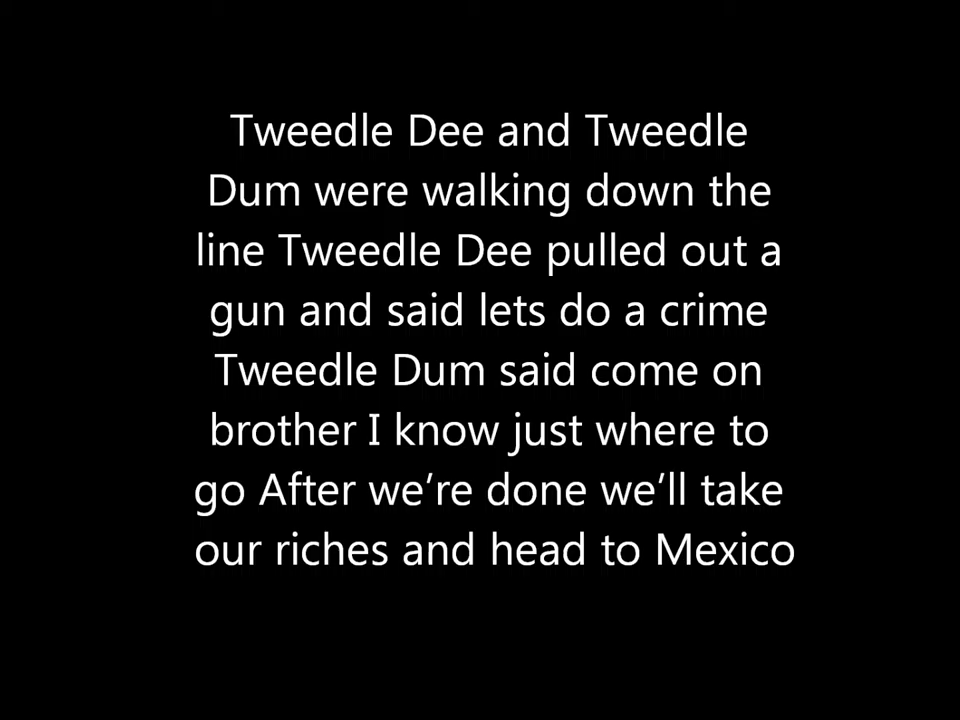 Tweedle Dee and Tweedle
Dum were walking down the
line Tweedle Dee pulled out a
gun and said lets do a crime
Tweedle Dum said come on
brother I know just where to
go After we’re done we’ll take
our riches and head to Mexico